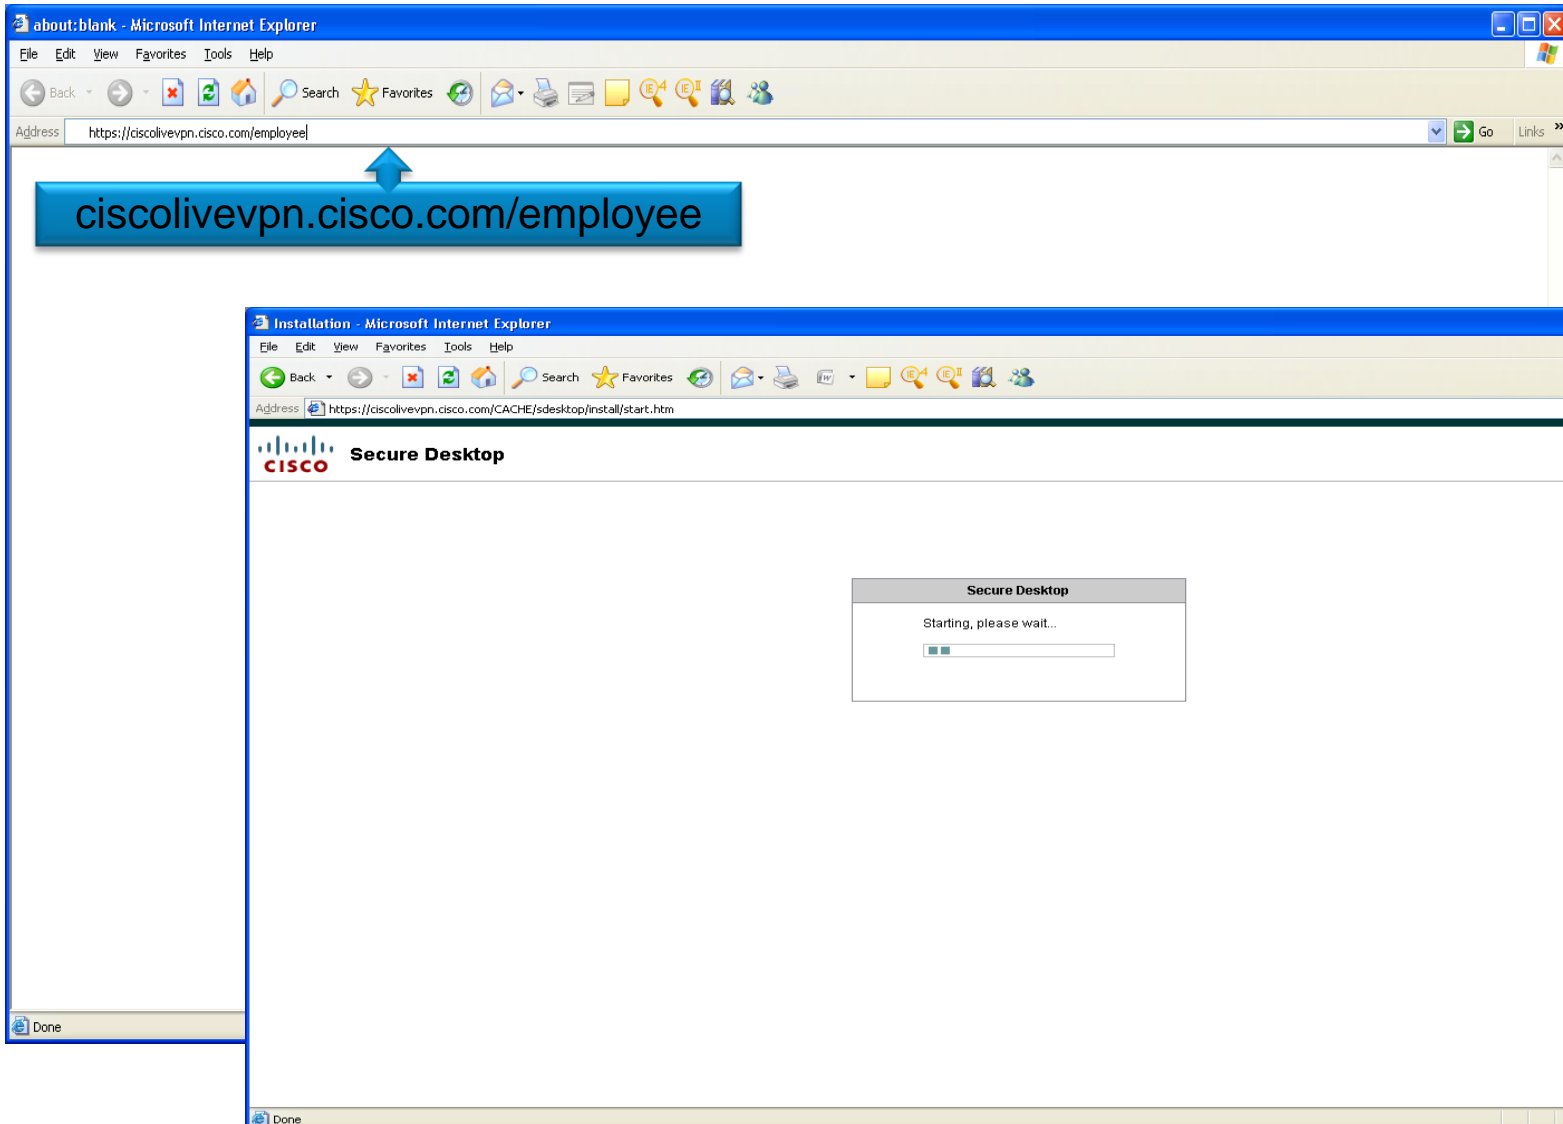 about:blank - Microsoft Internet Explorer
File Edit View Favorites Tools Help
Back Search Favorites
Address https://ciscolivevpn.cisco.com/employee Go Links »
ciscolivevpn.cisco.com/employee
Installation - Microsoft Internet Explorer
File Edit View Favorites Tools Help
Back Search Favorites
Address https://ciscolivevpn.cisco.com/CACHE/sdesktop/install/start.htm
CISCO Secure Desktop
Secure Desktop
Starting, please wait...
Done
Done